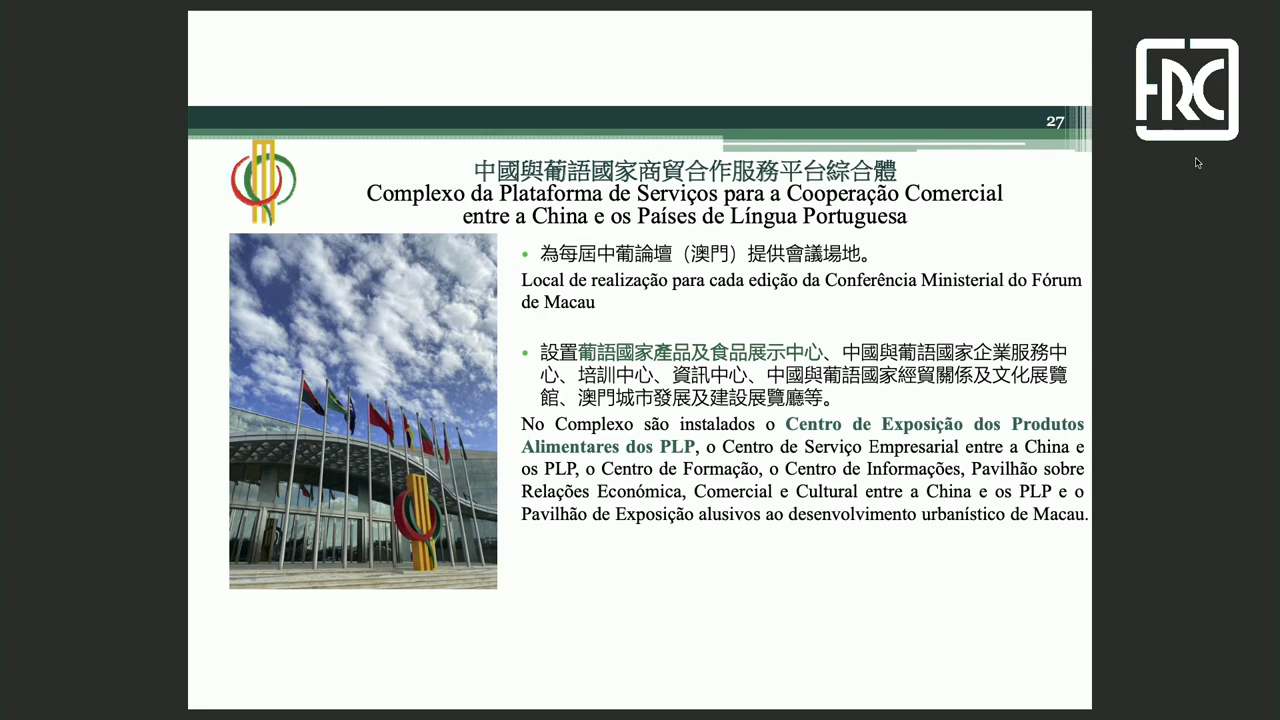 27
FRC
中國與葡語國家商貿合作服務平台綜合體
Complexo da Plataforma de Serviços para a Cooperação Comercial
entre a China e os Países de Língua Portuguesa
• 為每屆中葡論壇（澳門）提供會議場地。
Local de realização para cada edição da Conferência Ministerial do Fórum
de Macau
• 設置葡語國家產品及食品展示中心、中國與葡語國家企業服務中
心、培訓中心、資訊中心、中國與葡語國家經貿關係及文化展覽
館、澳門城市發展及建設展覽廳等。
No Complexo são instalados o Centro de Exposição dos Produtos
Alimentares dos PLP, o Centro de Serviço Empresarial entre a China e
os PLP, o Centro de Formação, o Centro de Informações, Pavilhão sobre
Relações Económica, Comercial e Cultural entre a China e os PLP e o
Pavilhão de Exposição alusivos ao desenvolvimento urbanístico de Macau.